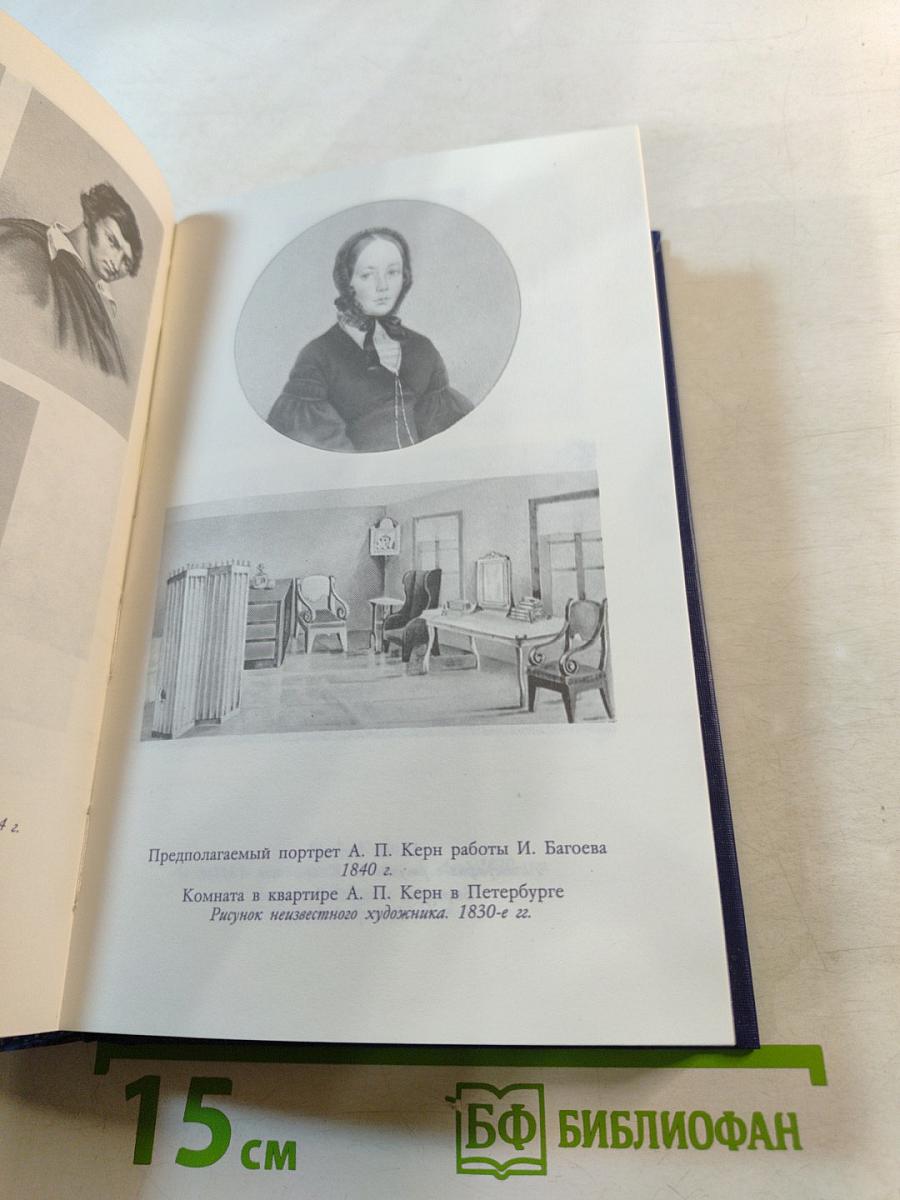 4 г.
Предполагаемый портрет А. П. Керн работы И. Багоева
1840 г.
Комната в квартире А. П. Керн в Петербурге
Рисунок неизвестного художника. 1830-е гг.
15 см
БФ БИБЛИОФАН